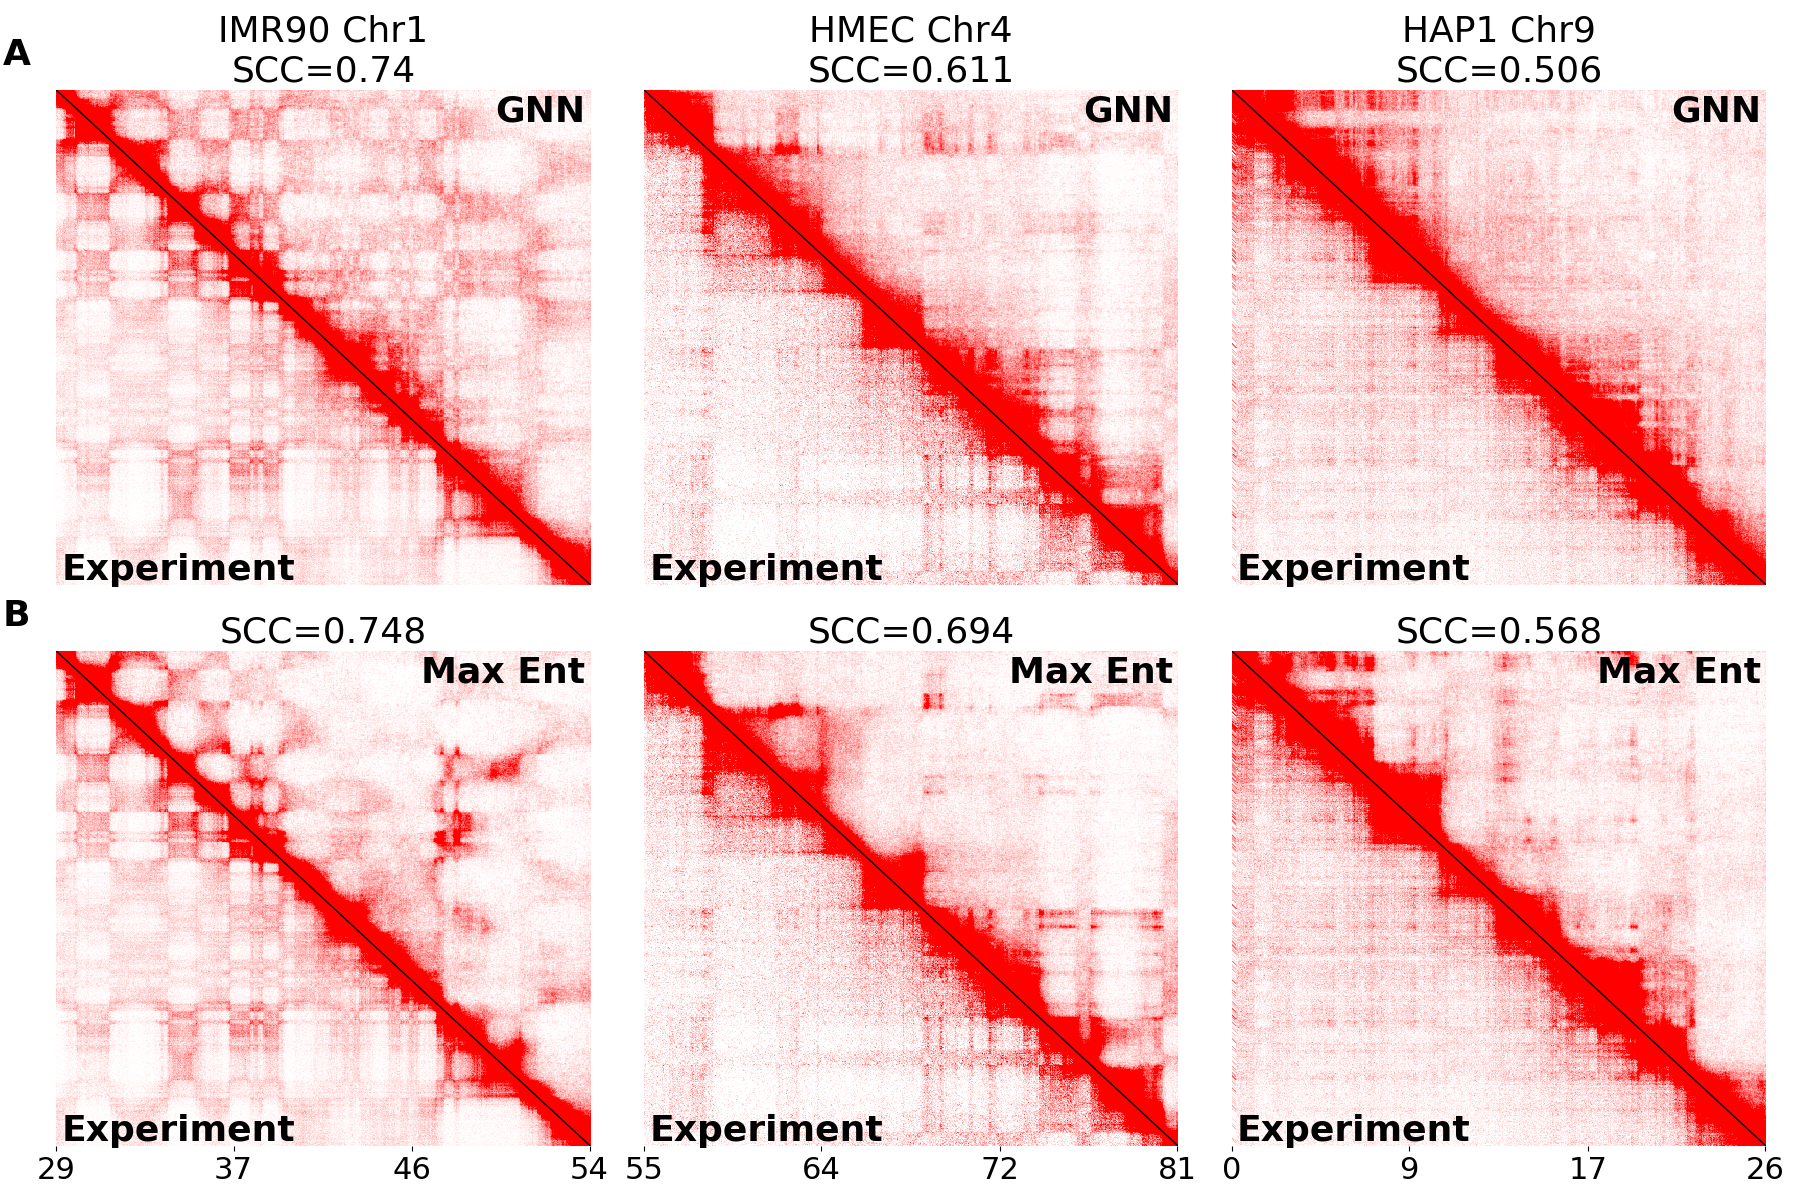 A
IMR90 Chr1
SCC=0.74
HMEC Chr4
SCC=0.611
HAP1 Chr9
SCC=0.506
GNN
GNN
GNN
Experiment
Experiment
Experiment
B
SCC=0.748
SCC=0.694
SCC=0.568
Max Ent
Max Ent
Max Ent
Experiment
Experiment
Experiment
29 37 46 54
55 64 72 81
0 9 17 26